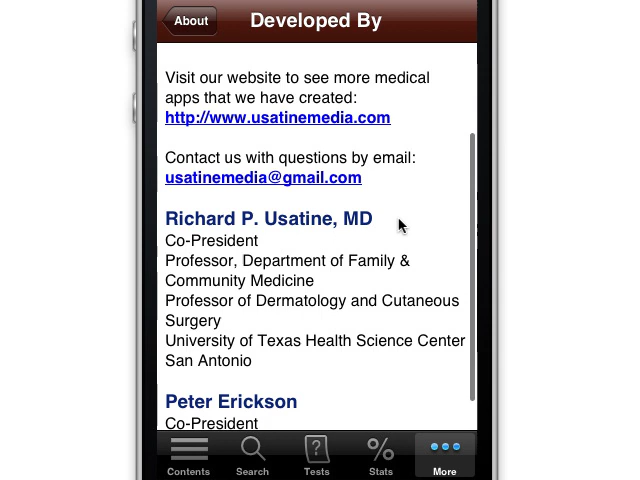 About
Developed By
Visit our website to see more medical
apps that we have created:
http://www.usatinemedia.com
Contact us with questions by email:
usatinemedia@gmail.com
Richard P. Usatine, MD
Co-President
Professor, Department of Family &
Community Medicine
Professor of Dermatology and Cutaneous
Surgery
University of Texas Health Science Center
San Antonio
Peter Erickson
Co-President
Contents
Search
?
Tests
%
Stats
More